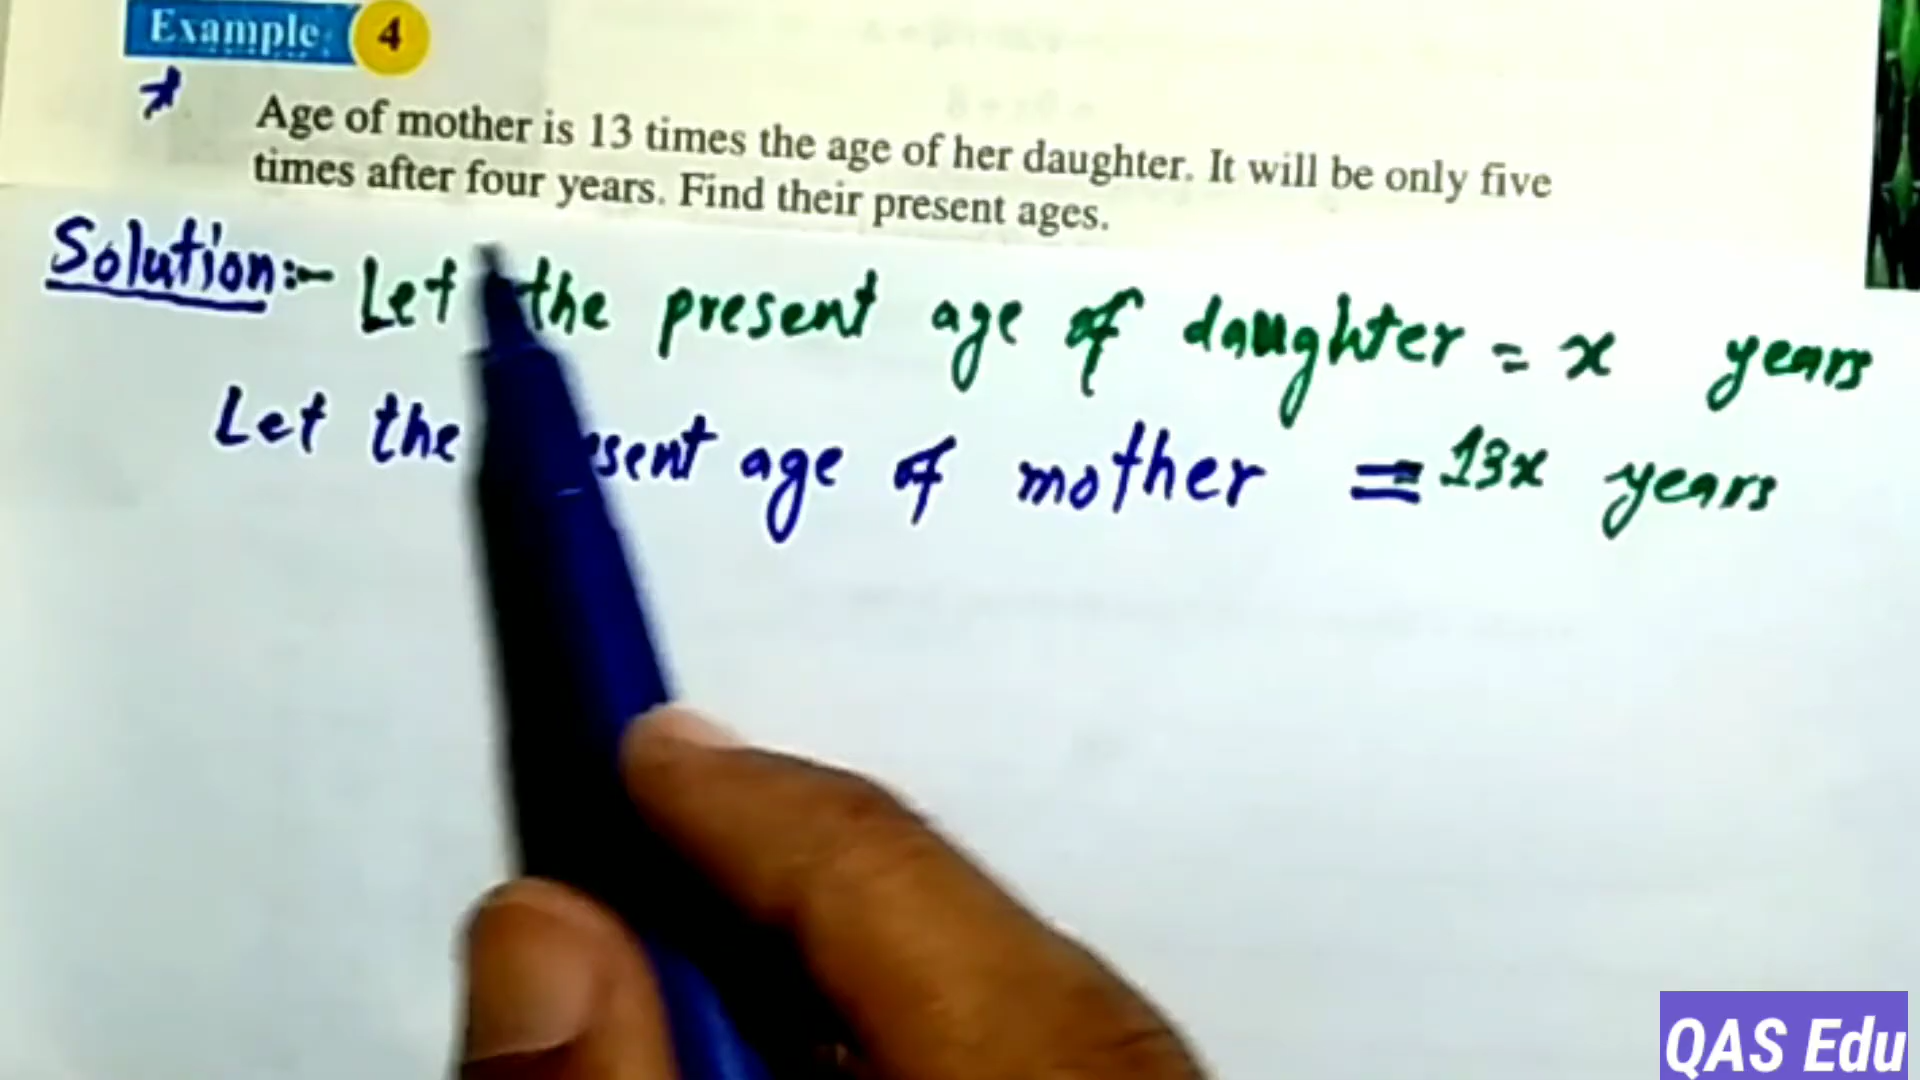 Example 4
Age of mother is 13 times the age of her daughter. It will be only five
times after four years. Find their present ages.
Solution:- Let the present age of daughter = x years
Let the age of mother = 13x years
QAS Edu